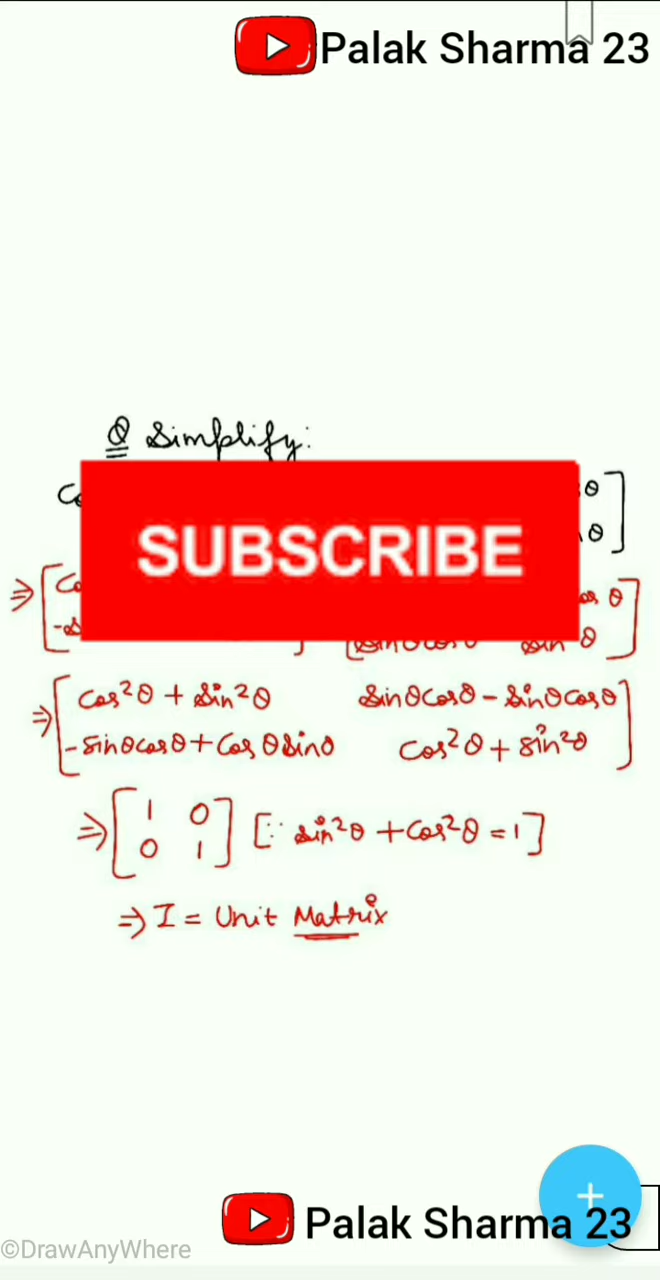 Palak Sharma 23
Q Simplify:
SUBSCRIBE
θ]
θ]
⇒[
θ]
θ]
⇒[cos²θ + sin²θ sinθcosθ – sinθcosθ]
-sinθcosθ + cosθsinθ cos²θ + sin²θ
⇒[1 0
0 1] [∵ sin²θ + cos²θ = 1]
⇒ I = Unit Matrix
+
Palak Sharma 23
©DrawAnyWhere